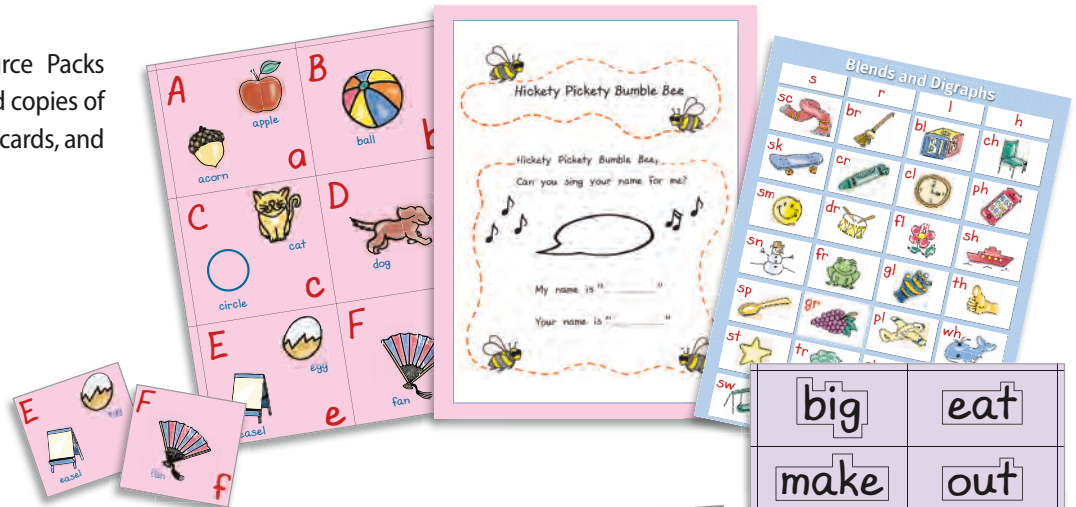 rce Packs
d copies of
cards, and
A
apple
acorn
a
B
ball
b
C
cat
circle
c
D
dog
E
egg
easel
e
F
fan
E
easel
F
f
Hickety Pickety Bumble Bee
Hickety Pickety Bumble Bee,
Can you sing your name for me?
My name is "________"
Your name is "________"
Blends and Digraphs
s r l h
sc br bl ch
sk cr cl ph
sm dr fl sh
sn fr gl th
sp gr pl wh
st tr
sw
big eat
make out